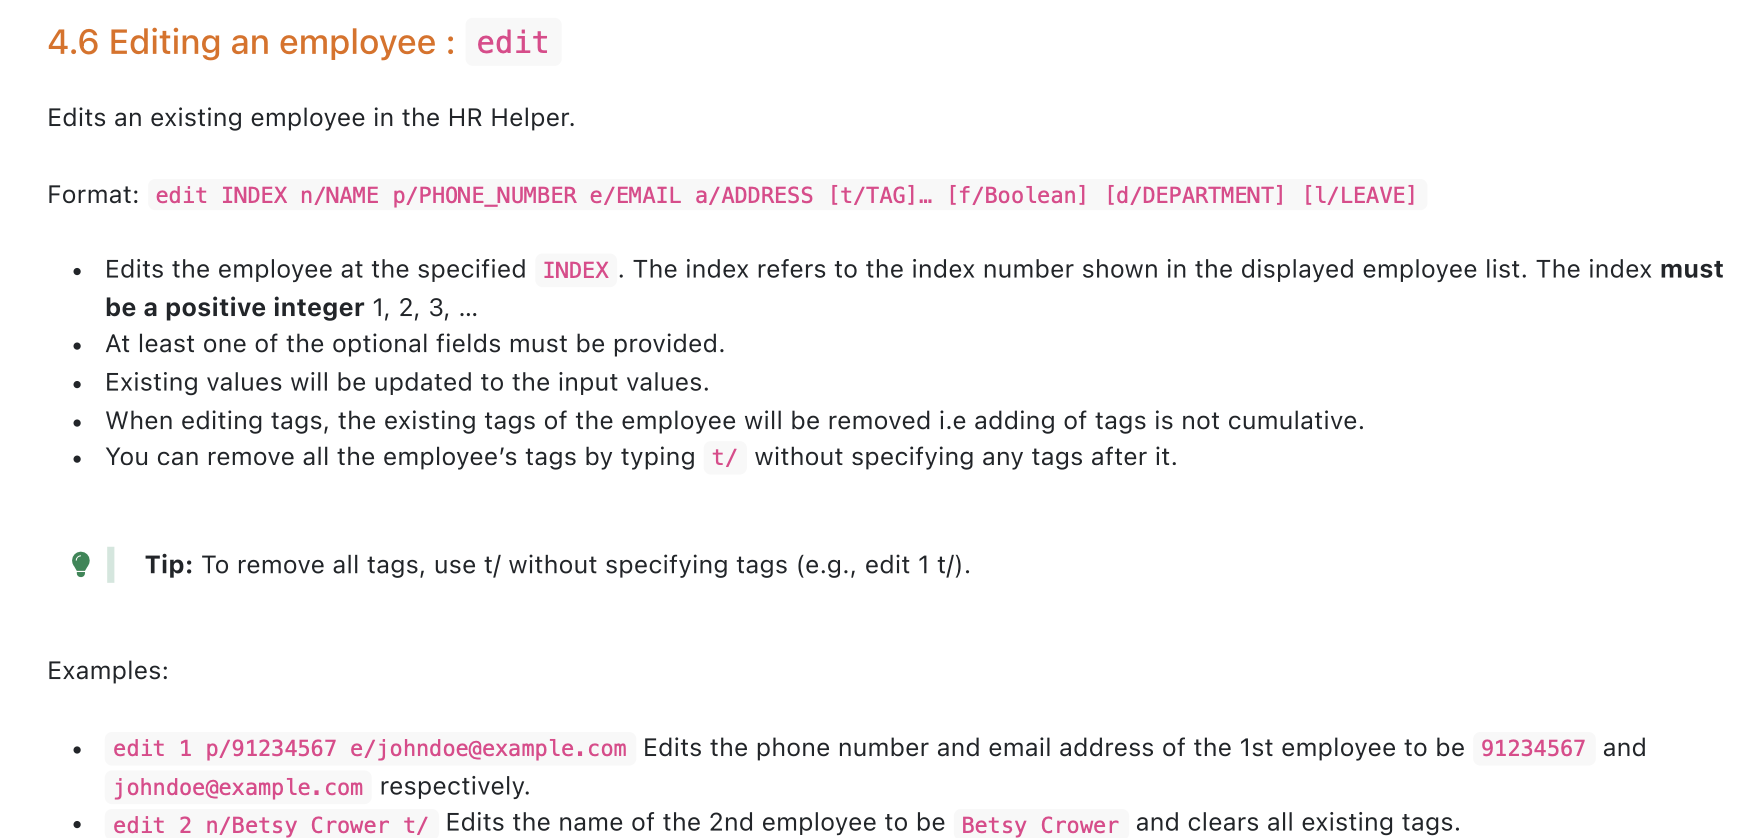 4.6 Editing an employee : edit
Edits an existing employee in the HR Helper.
Format: edit INDEX n/NAME p/PHONE_NUMBER e/EMAIL a/ADDRESS [t/TAG]… [f/Boolean] [d/DEPARTMENT] [l/LEAVE]
• Edits the employee at the specified INDEX. The index refers to the index number shown in the displayed employee list. The index must
be a positive integer 1, 2, 3, …
• At least one of the optional fields must be provided.
• Existing values will be updated to the input values.
• When editing tags, the existing tags of the employee will be removed i.e adding of tags is not cumulative.
• You can remove all the employee’s tags by typing t/ without specifying any tags after it.
Tip: To remove all tags, use t/ without specifying tags (e.g., edit 1 t/).
Examples:
• edit 1 p/91234567 e/johndoe@example.com Edits the phone number and email address of the 1st employee to be 91234567 and
johndoe@example.com respectively.
• edit 2 n/Betsy Crower t/ Edits the name of the 2nd employee to be Betsy Crower and clears all existing tags.